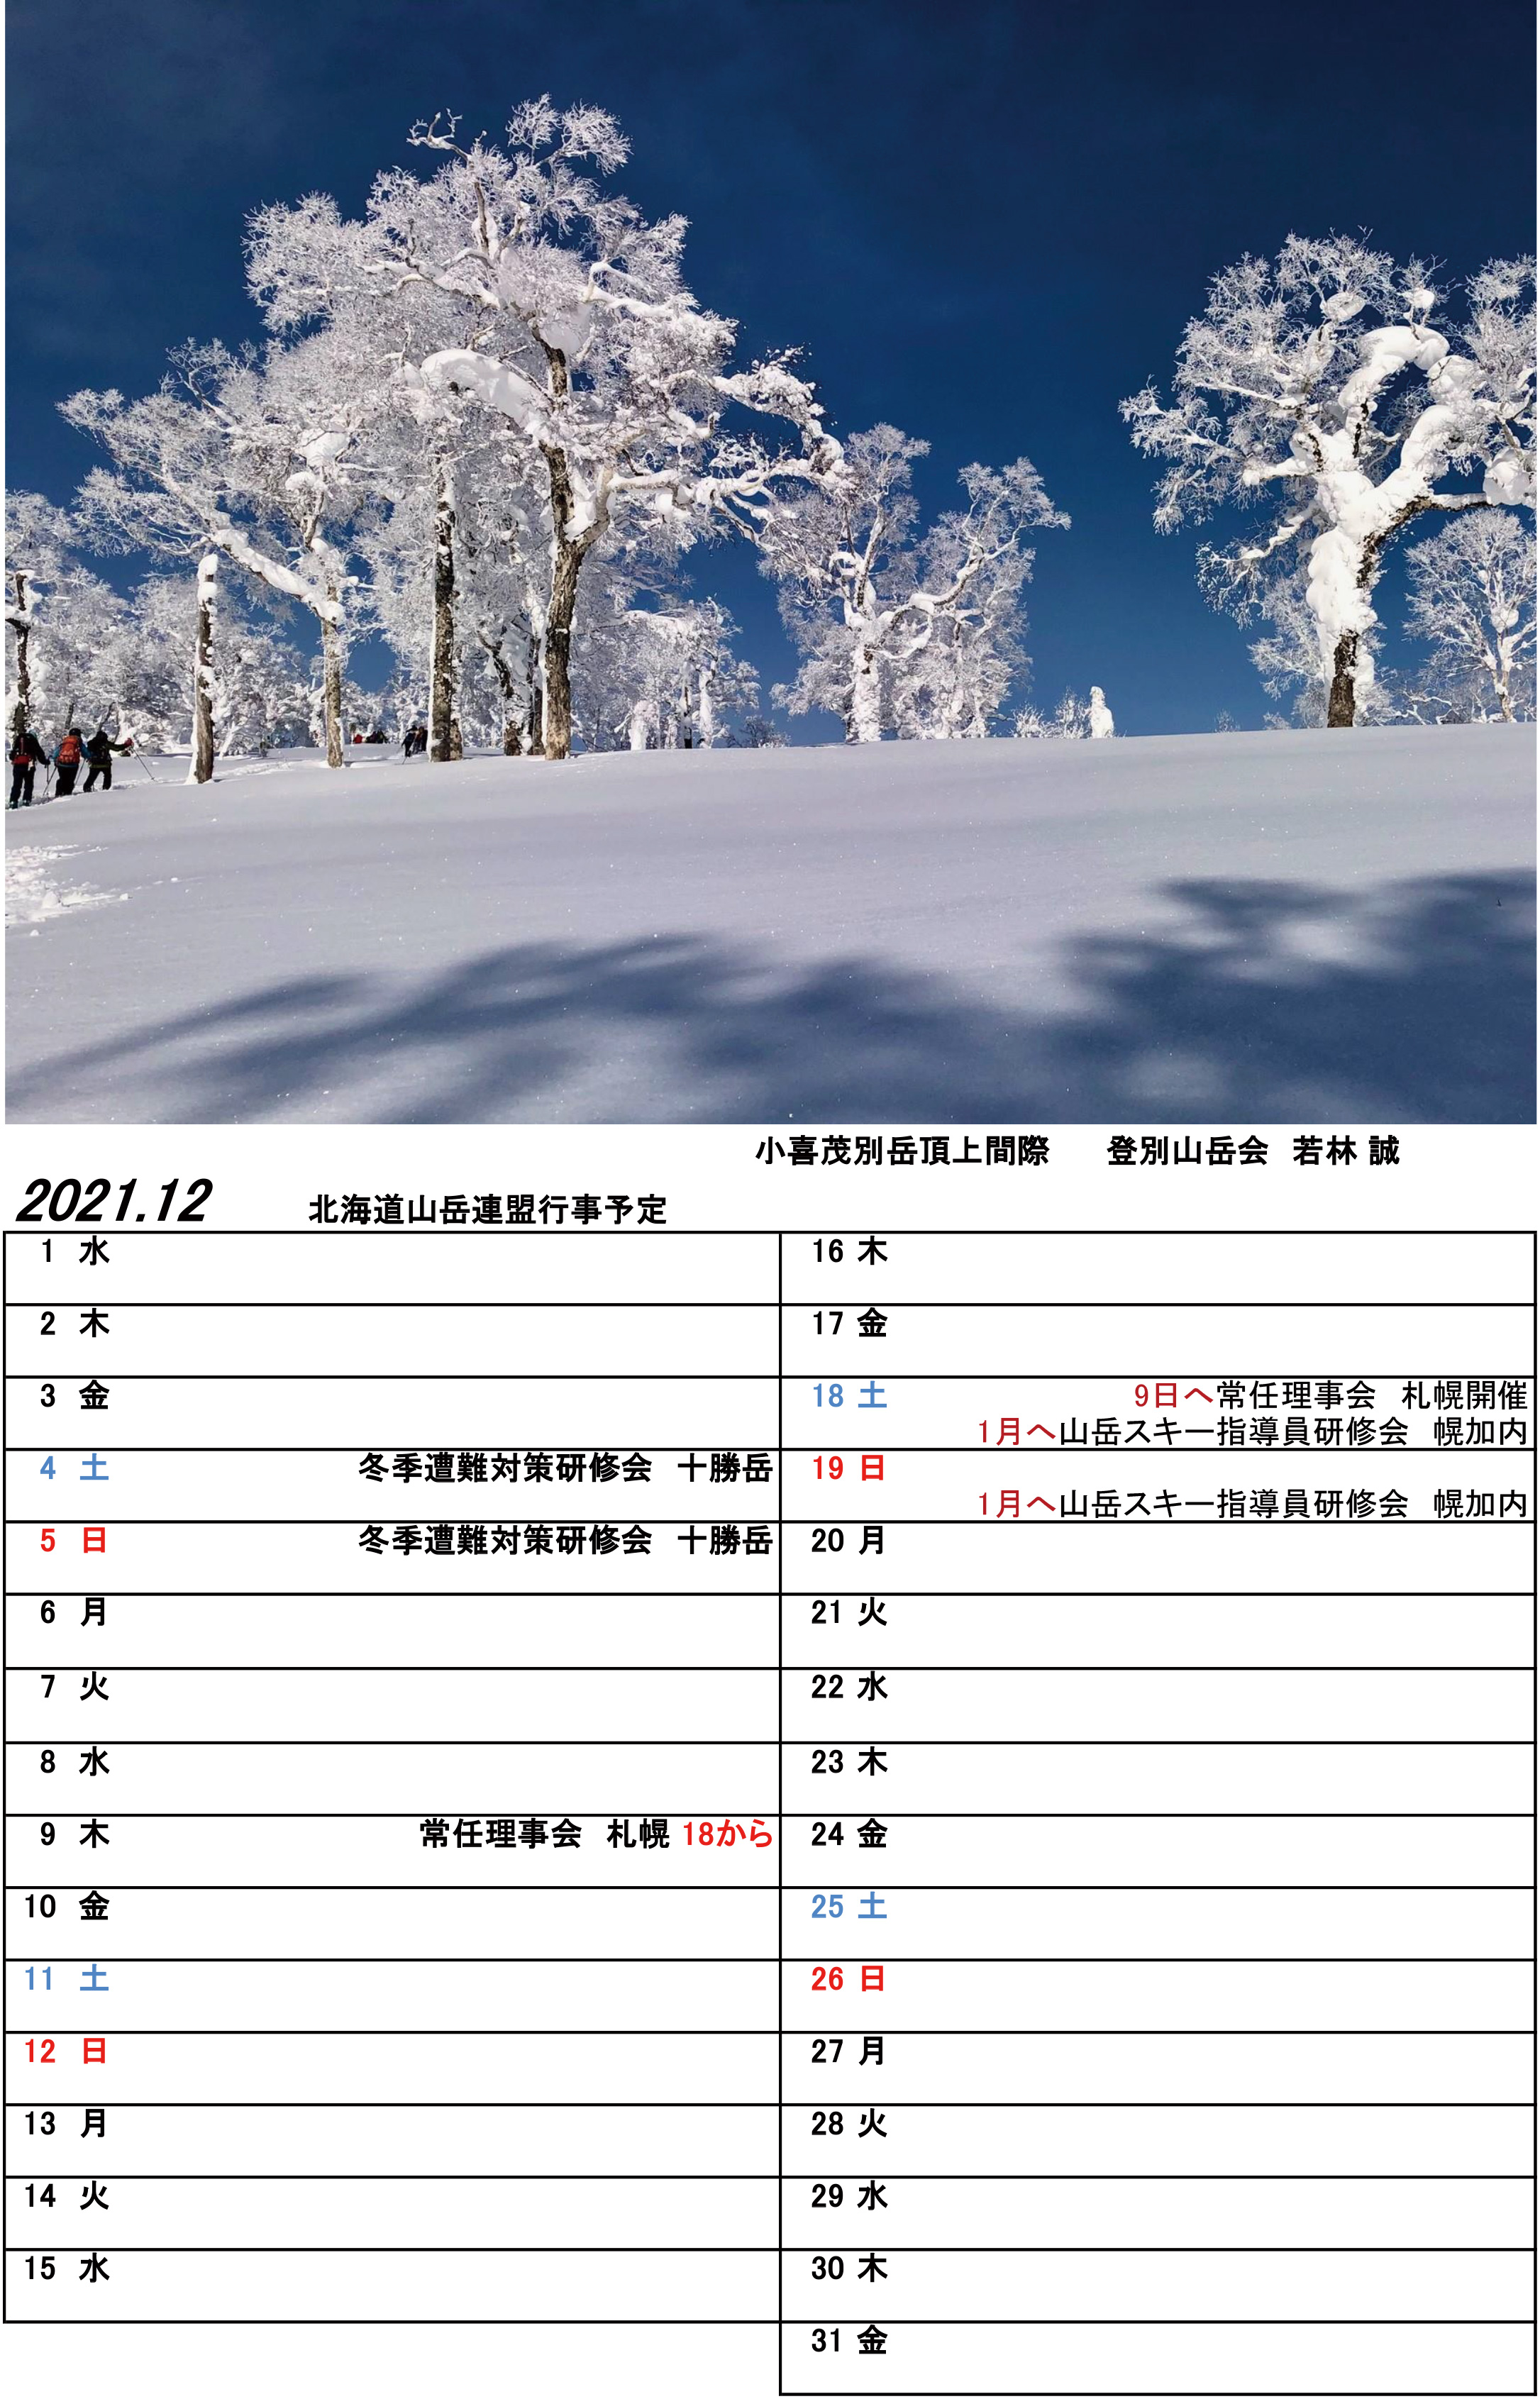 小喜茂別岳頂上間際　登別山岳会　若林 誠
2021.12　北海道山岳連盟行事予定
1 水
2 木
3 金
4 土　冬季遭難対策研修会　十勝岳
5 日　冬季遭難対策研修会　十勝岳
6 月
7 火
8 水
9 木　常任理事会　札幌 18から
10 金
11 土
12 日
13 月
14 火
15 水
16 木
17 金
18 土　9日へ常任理事会　札幌開催
1月へ山岳スキー指導員研修会　幌加内
19 日
1月へ山岳スキー指導員研修会　幌加内
20 月
21 火
22 水
23 木
24 金
25 土
26 日
27 月
28 火
29 水
30 木
31 金